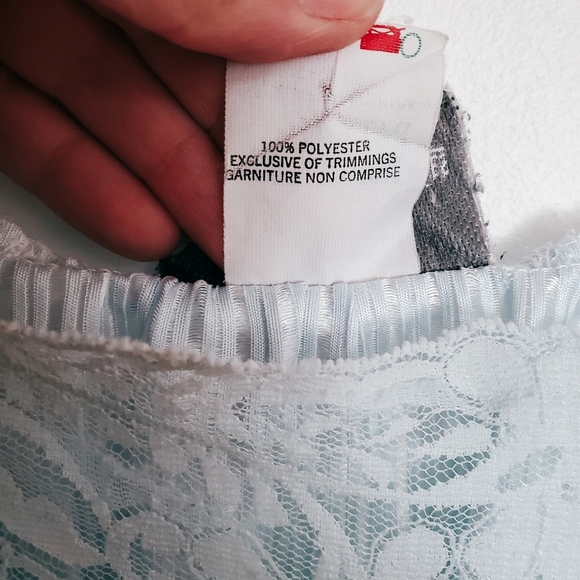 100% POLYESTER
EXCLUSIVE OF TRIMMINGS
GARNITURE NON COMPRISE